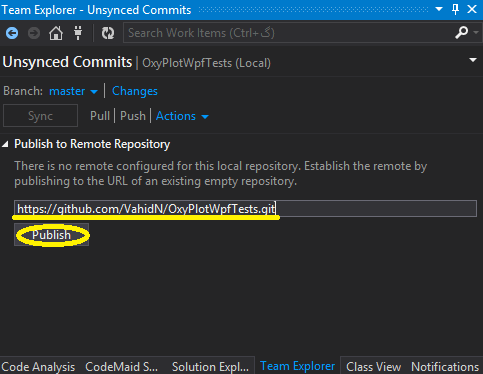 Team Explorer - Unsynced Commits
Search Work Items (Ctrl+ک)
Unsynced Commits | OxyPlotWpfTests (Local)
Branch: master | Changes
Sync Pull | Push | Actions
Publish to Remote Repository
There is no remote configured for this local repository. Establish the remote by
publishing to the URL of an existing empty repository.
https://github.com/VahidN/OxyPlotWpfTests.git
Publish
Code Analysis CodeMaid S... Solution Expl... Team Explorer Class View Notifications